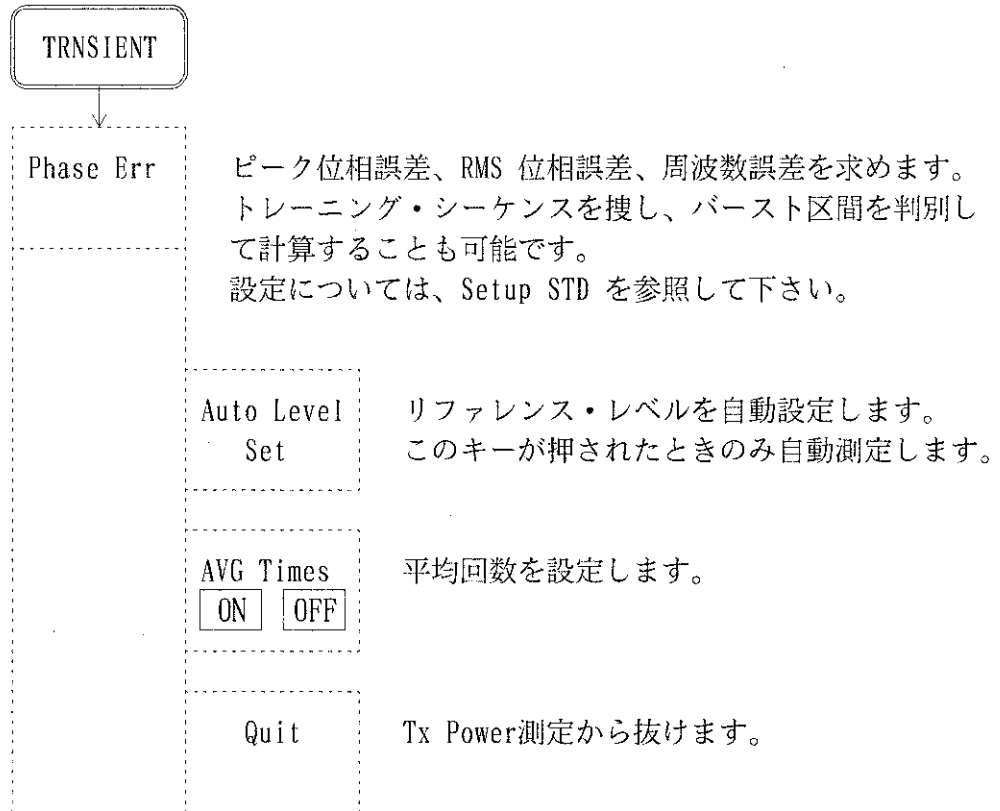 TRNSIENT
Phase Err
ピーク位相誤差、RMS 位相誤差、周波数誤差を求めます。
トレーニング・シーケンスを捜し、バースト区間を判別し
て計算することも可能です。
設定については、Setup STD を参照して下さい。
Auto Level
Set
リファレンス・レベルを自動設定します。
このキーが押されたときのみ自動測定します。
AVG Times
ON OFF
平均回数を設定します。
Quit
Tx Power測定から抜けます。